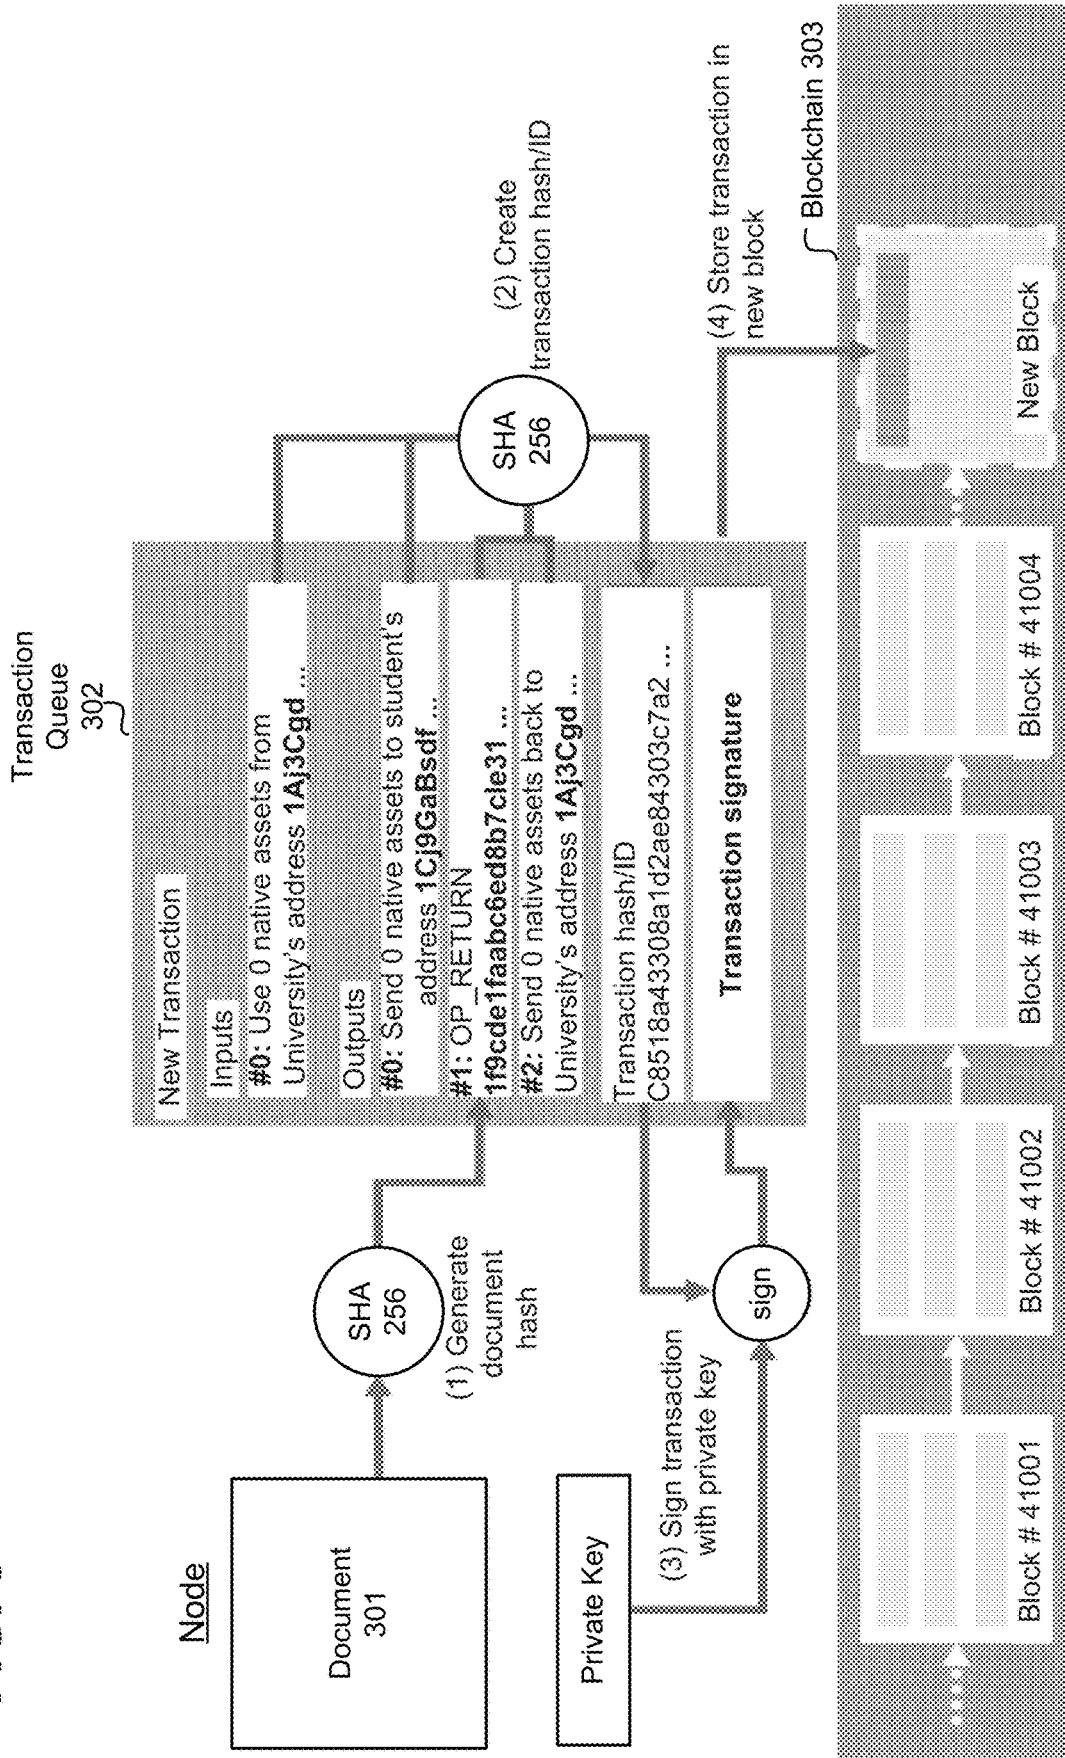 Transaction
Queue
302
Node
Document
301
SHA
256
(1) Generate
document
hash
Private Key
(3) Sign transaction
with private key
sign
New Transaction
Inputs
#0: Use 0 native assets from
University's address 1Aj3Cgd ...
Outputs
#0: Send 0 native assets to student's
address 1Cj9GaBsdf ...
#1: OP_RETURN
1f9cde1faabc6ed8b7cle31 ...
#2: Send 0 native assets back to
University's address 1Aj3Cgd ...
Transaction hash/ID
C8518a43308a1d2ae84303c7a2 ...
Transaction signature
SHA
256
(2) Create
transaction hash/ID
(4) Store transaction in
new block
Blockchain 303
Block # 41001
Block # 41002
Block # 41003
Block # 41004
New Block